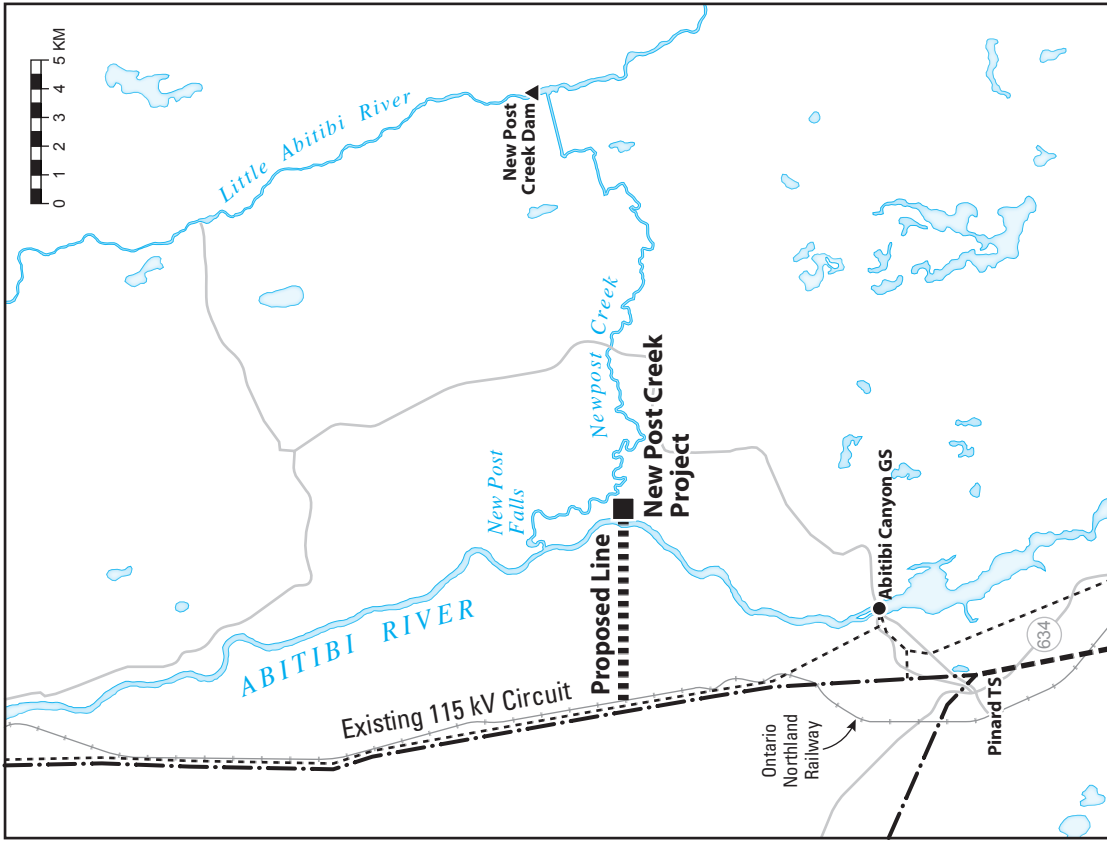 5 KM
4
3
2
1
0
Little Abitibi River
New Post
Creek Dam
Newpost Creek
New Post
Falls
New Post Creek
Project
Proposed Line
ABITIBI RIVER
Existing 115 kV Circuit
Abitibi Canyon GS
634
Ontario
Northland
Railway
Pinard TS